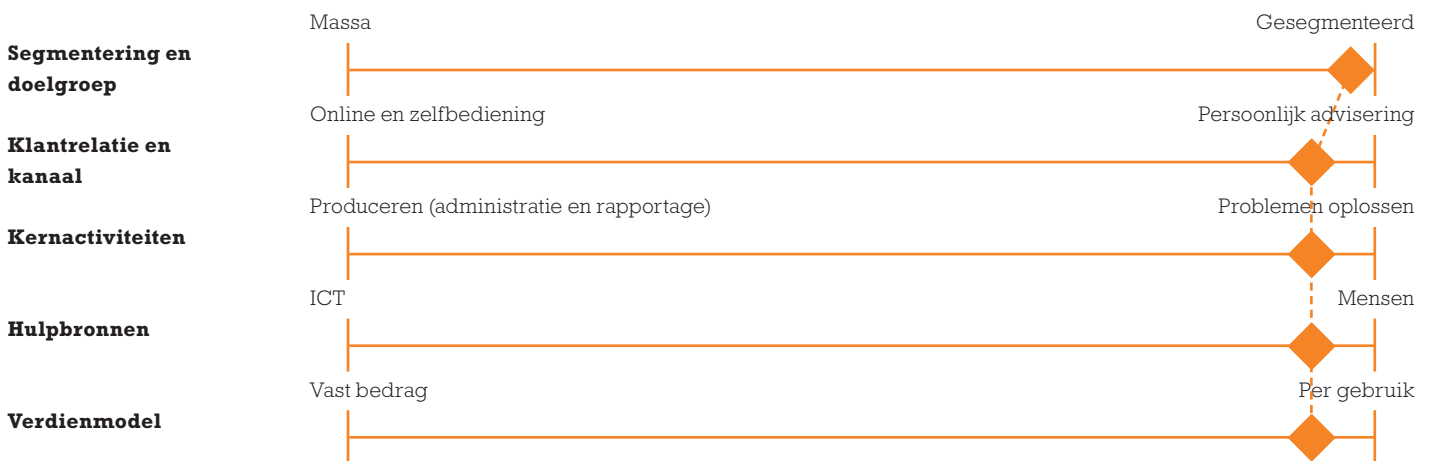 Massa
Gesegmenteerd
Segmentering en
doelgroep
Online en zelfbediening
Persoonlijk advisering
Klantrelatie en
kanaal
Produceren (administratie en rapportage)
Problemen oplossen
Kernactiviteiten
ICT
Mensen
Hulpbronnen
Vast bedrag
Per gebruik
Verdienmodel